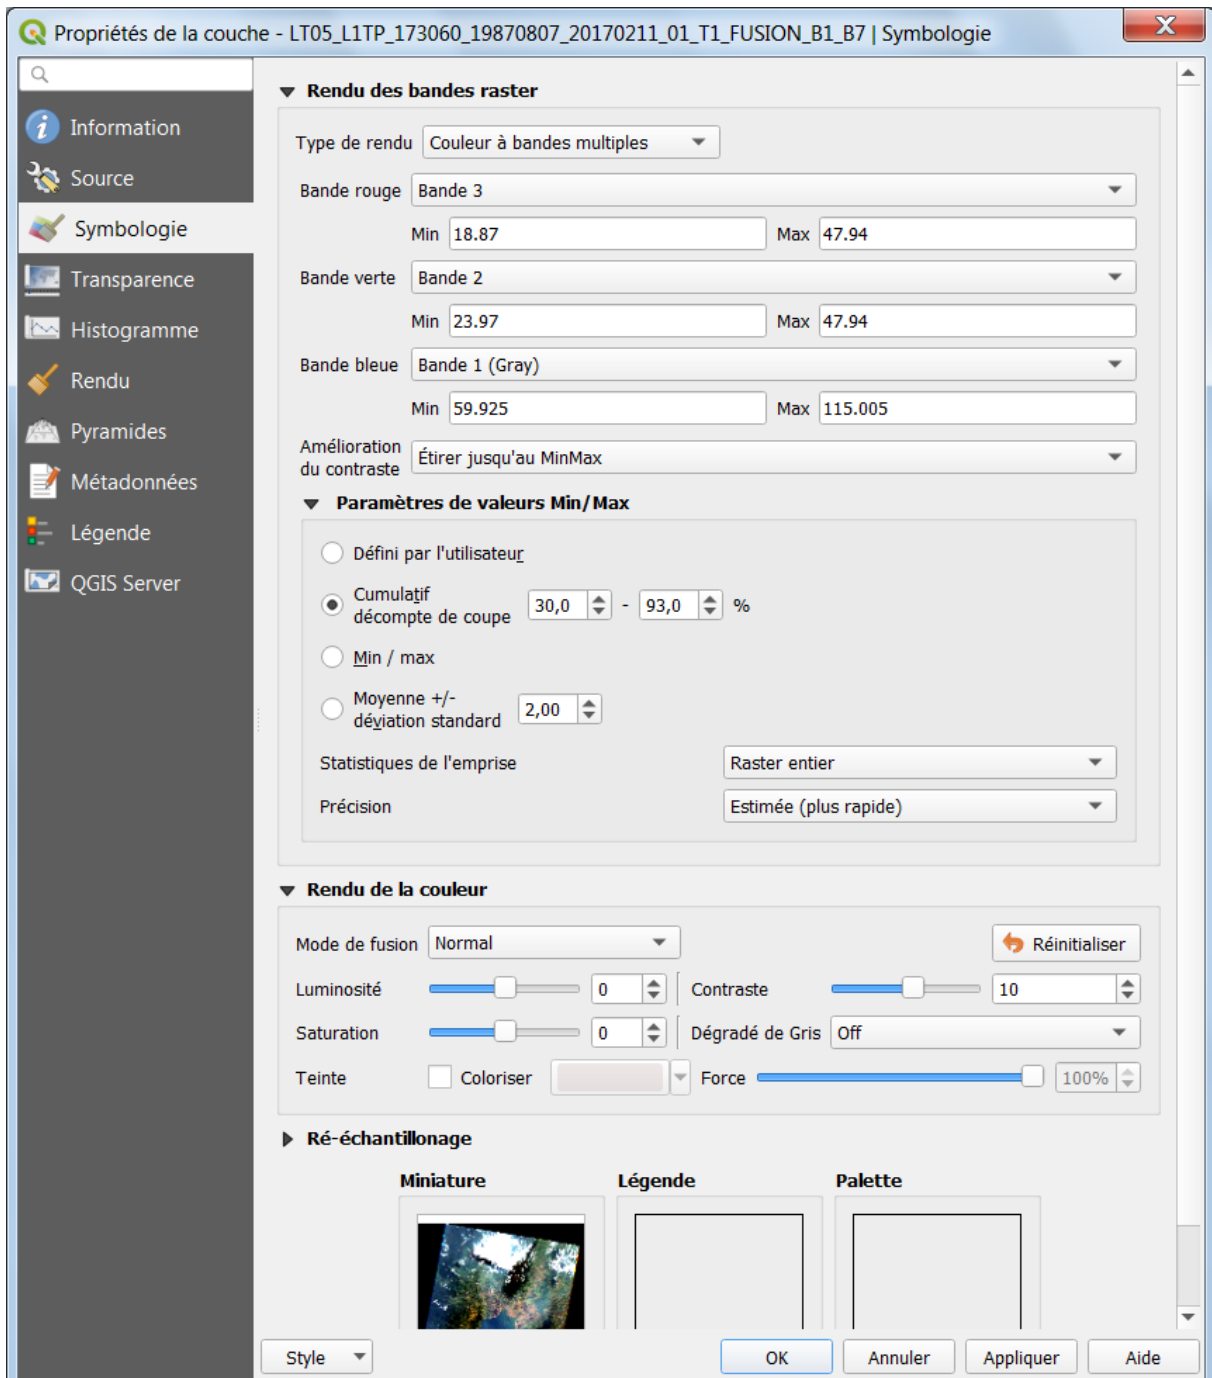 Propriétés de la couche - LT05_L1TP_173060_19870807_20170211_01_T1_FUSION_B1_B7 | Symbologie
Information
Source
Symbologie
Transparence
Histogramme
Rendu
Pyramides
Métadonnées
Légende
QGIS Server
Rendu des bandes raster
Type de rendu Couleur à bandes multiples
Bande rouge Bande 3
Min 18.87 Max 47.94
Bande verte Bande 2
Min 23.97 Max 47.94
Bande bleue Bande 1 (Gray)
Min 59.925 Max 115.005
Amélioration
du contraste Étirer jusqu'au MinMax
Paramètres de valeurs Min/Max
Défini par l'utilisateur
Cumulatif
décompte de coupe 30,0 - 93,0 %
Min / max
Moyenne +/-
déviation standard 2,00
Statistiques de l'emprise Raster entier
Précision Estimée (plus rapide)
Rendu de la couleur
Mode de fusion Normal Réinitialiser
Luminosité 0 Contraste 10
Saturation 0 Dégradé de Gris Off
Teinte Coloriser Force 100%
Ré-échantillonage
Miniature Légende Palette
Style OK Annuler Appliquer Aide